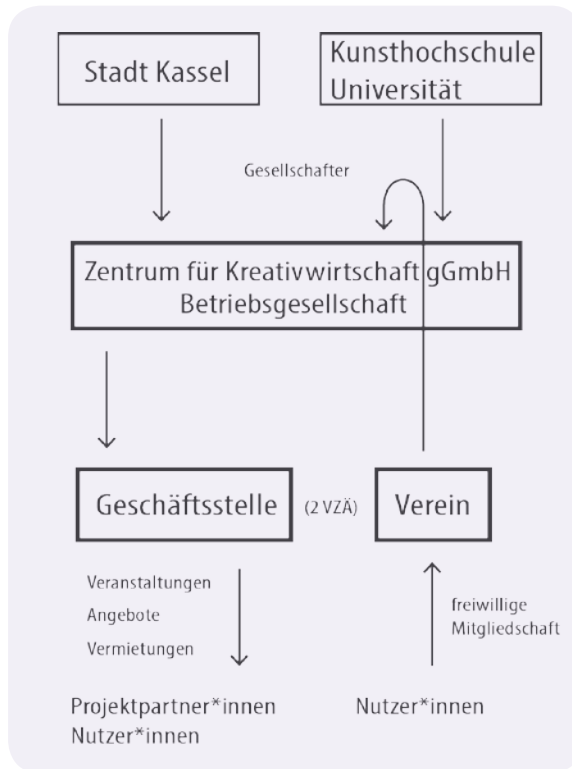 Stadt Kassel
Kunsthochschule
Universität
Gesellschafter
Zentrum für Kreativwirtschaft gGmbH
Betriebsgesellschaft
Geschäftsstelle
(2 VZÄ)
Verein
Veranstaltungen
Angebote
Vermietungen
freiwillige
Mitgliedschaft
Projektpartner*innen
Nutzer*innen
Nutzer*innen